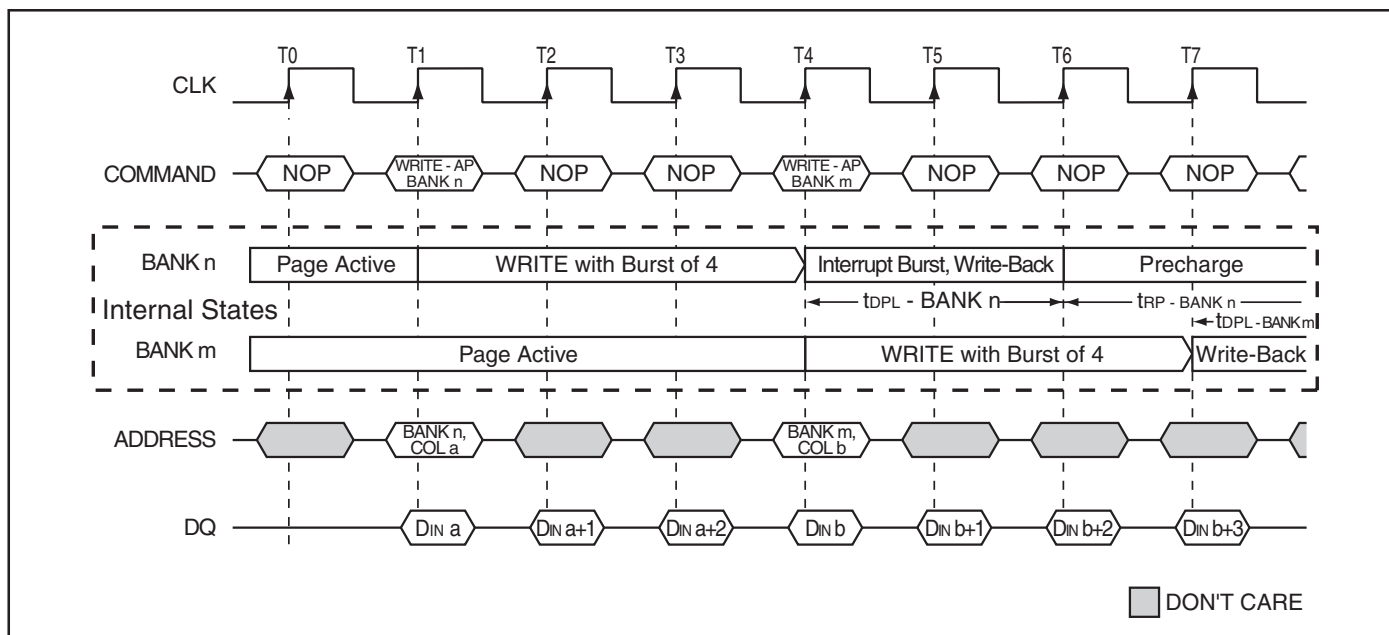 T0 T1 T2 T3 T4 T5 T6 T7
CLK
COMMAND NOP WRITE - AP BANK n NOP NOP WRITE - AP BANK m NOP NOP NOP
BANK n Page Active WRITE with Burst of 4 Interrupt Burst, Write-Back Precharge
tDPL - BANK n tRP - BANK n
Internal States
tDPL - BANK m
BANK m Page Active WRITE with Burst of 4 Write-Back
ADDRESS BANK n, COL a BANK m, COL b
DQ DIN a DIN a+1 DIN a+2 DIN b DIN b+1 DIN b+2 DIN b+3
DON'T CARE